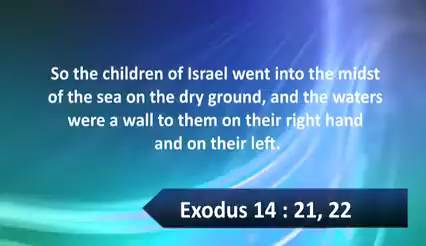 So the children of Israel went into the midst
of the sea on the dry ground, and the waters
were a wall to them on their right hand
and on their left.
Exodus 14 : 21, 22